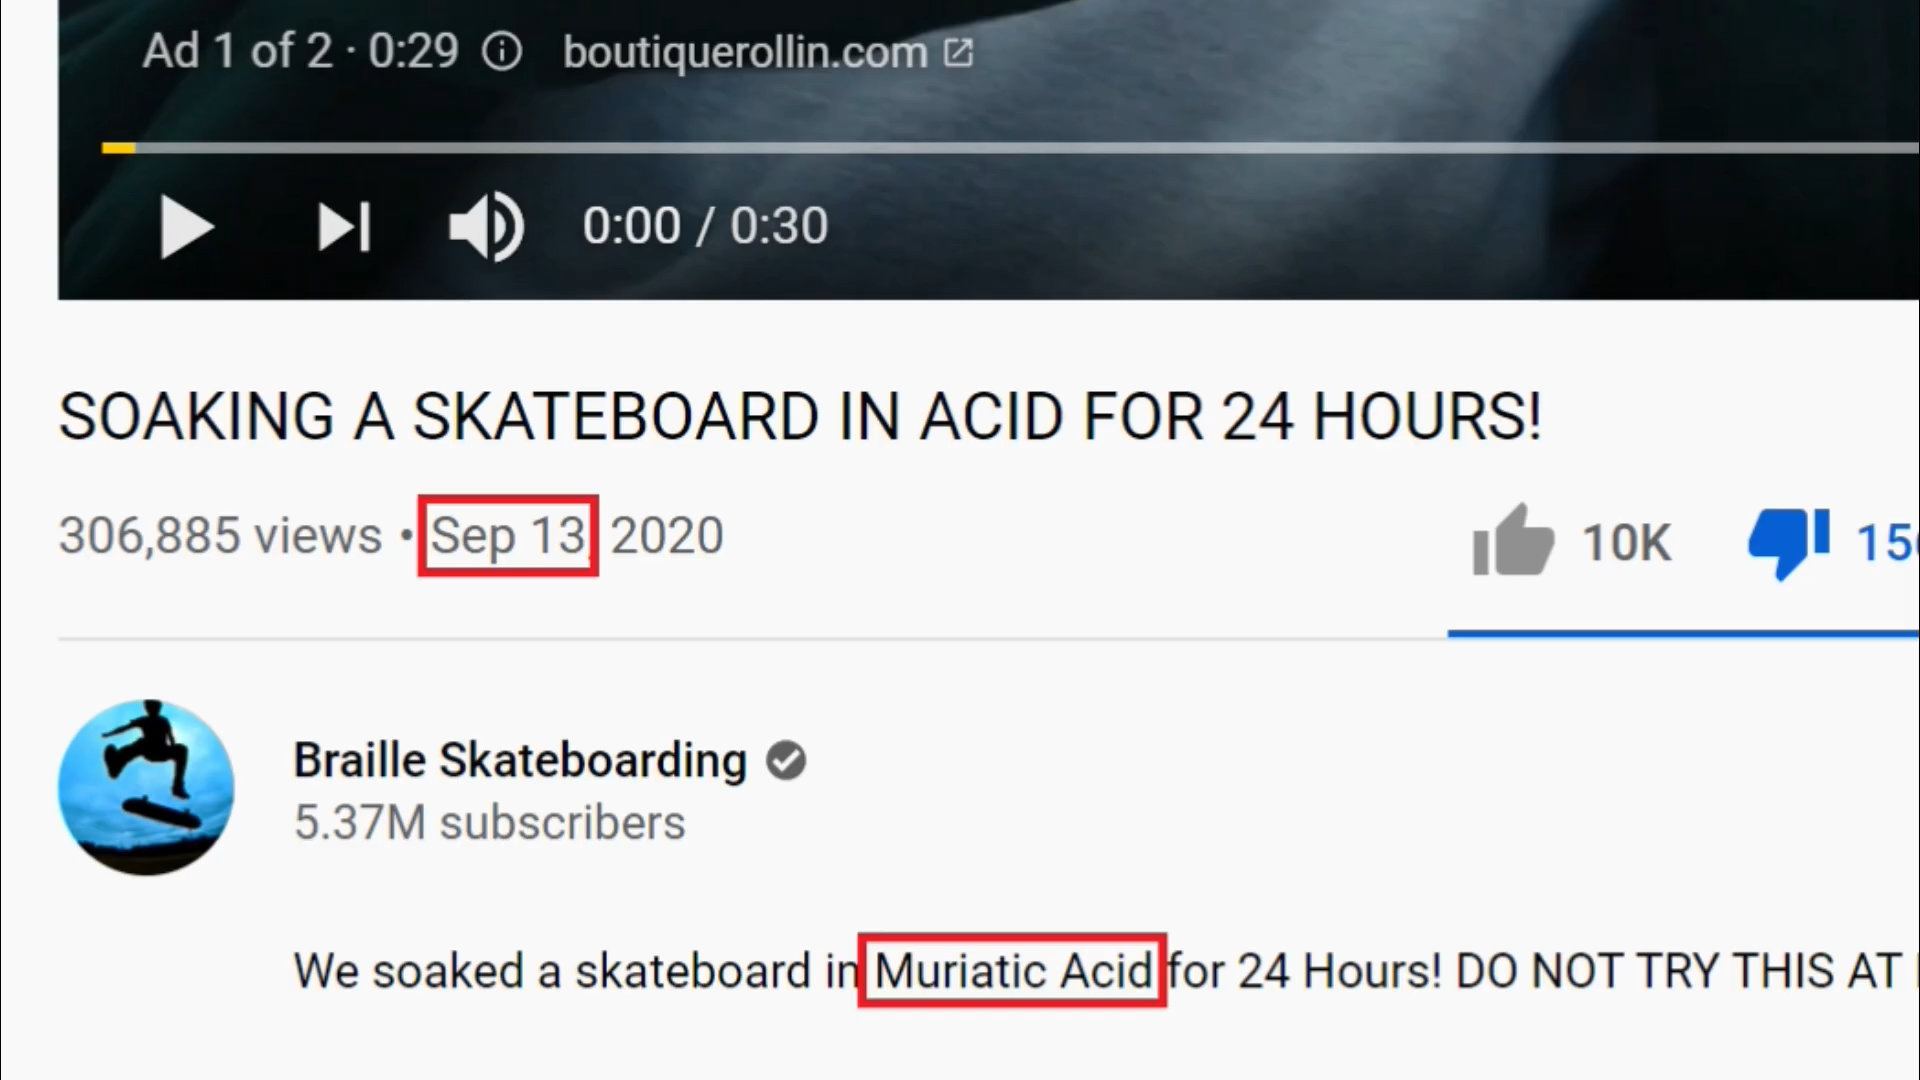 Ad 1 of 2 · 0:29 boutiquerollin.com
0:00 / 0:30
SOAKING A SKATEBOARD IN ACID FOR 24 HOURS!
306,885 views • Sep 13, 2020
10K
Braille Skateboarding
5.37M subscribers
We soaked a skateboard in Muriatic Acid for 24 Hours! DO NOT TRY THIS AT